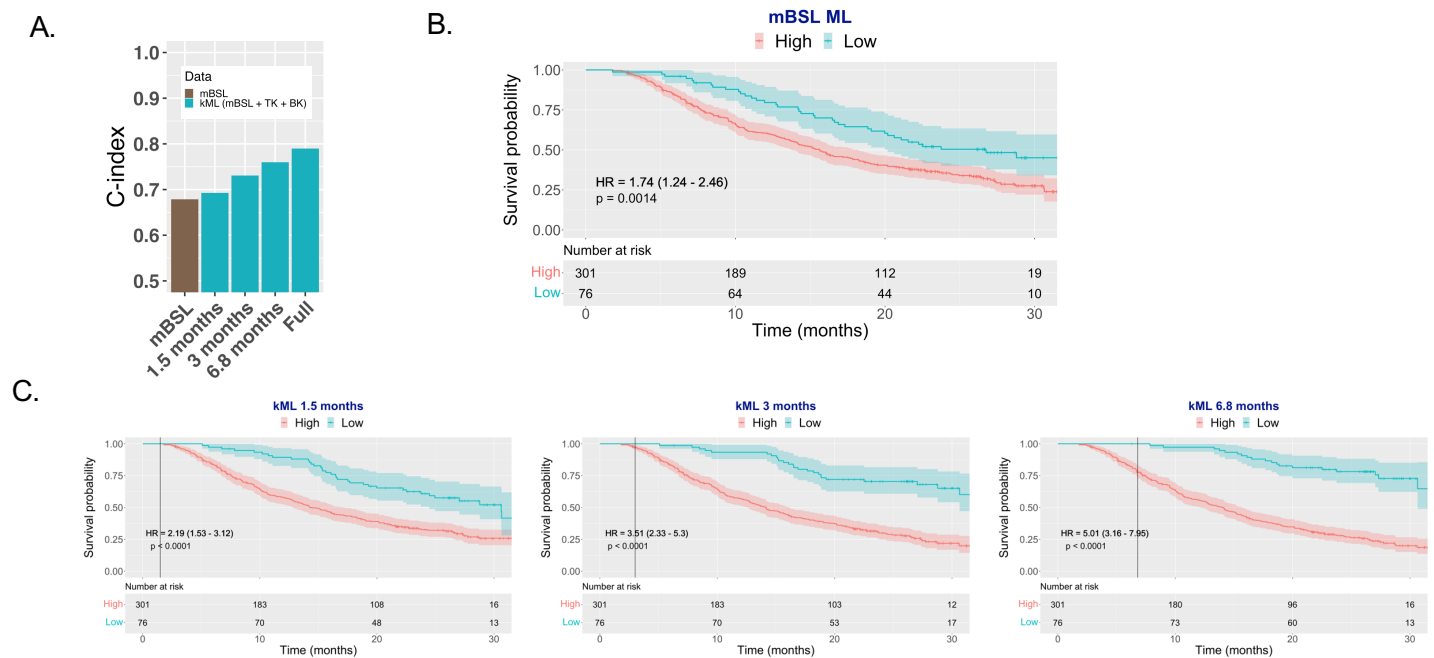 A.
1.0
0.9
0.8
0.7
0.6
0.5
C-index
Data
mBSL
kML (mBSL + TK + BK)
mBSL
1.5 months
3 months
6.8 months
Full
B.
mBSL ML
High Low
Survival probability
1.00
0.75
0.50
0.25
0.00
HR = 1.74 (1.24 - 2.46)
p = 0.0014
Number at risk
High 301 189 112 19
Low 76 64 44 10
0 10 20 30
Time (months)
C.
kML 1.5 months
High Low
Survival probability
1.00
0.75
0.50
0.25
0.00
HR = 2.19 (1.53 - 3.12)
p < 0.0001
Number at risk
High 301 183 108 16
Low 76 70 48 13
0 10 20 30
Time (months)
kML 3 months
High Low
Survival probability
1.00
0.75
0.50
0.25
0.00
HR = 3.51 (2.33 - 5.3)
p < 0.0001
Number at risk
High 301 183 103 12
Low 76 70 53 17
0 10 20 30
Time (months)
kML 6.8 months
High Low
Survival probability
1.00
0.75
0.50
0.25
0.00
HR = 5.01 (3.16 - 7.95)
p < 0.0001
Number at risk
High 301 180 96 16
Low 76 73 60 13
0 10 20 30
Time (months)